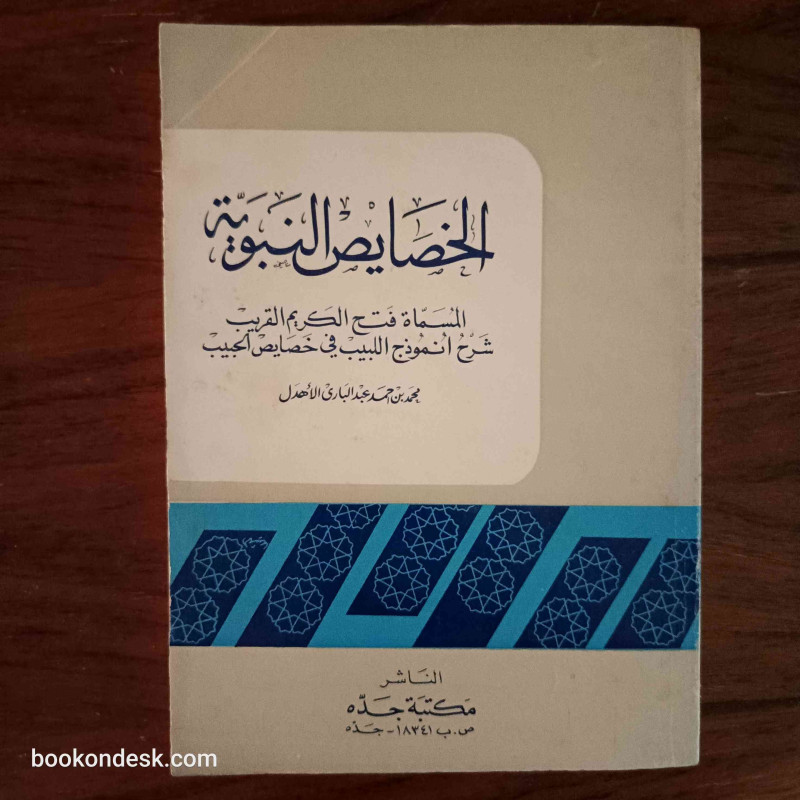 الخصايص النبوية
المسماة فتح الكريم القريب
شرح انموذج اللبيب في خصايص الحبيب
محمد بن احمد عبد البارى الأهدل
الناشر
مكتبة جده
ص.ب ١٨٣٤١ - جده
bookondesk.com